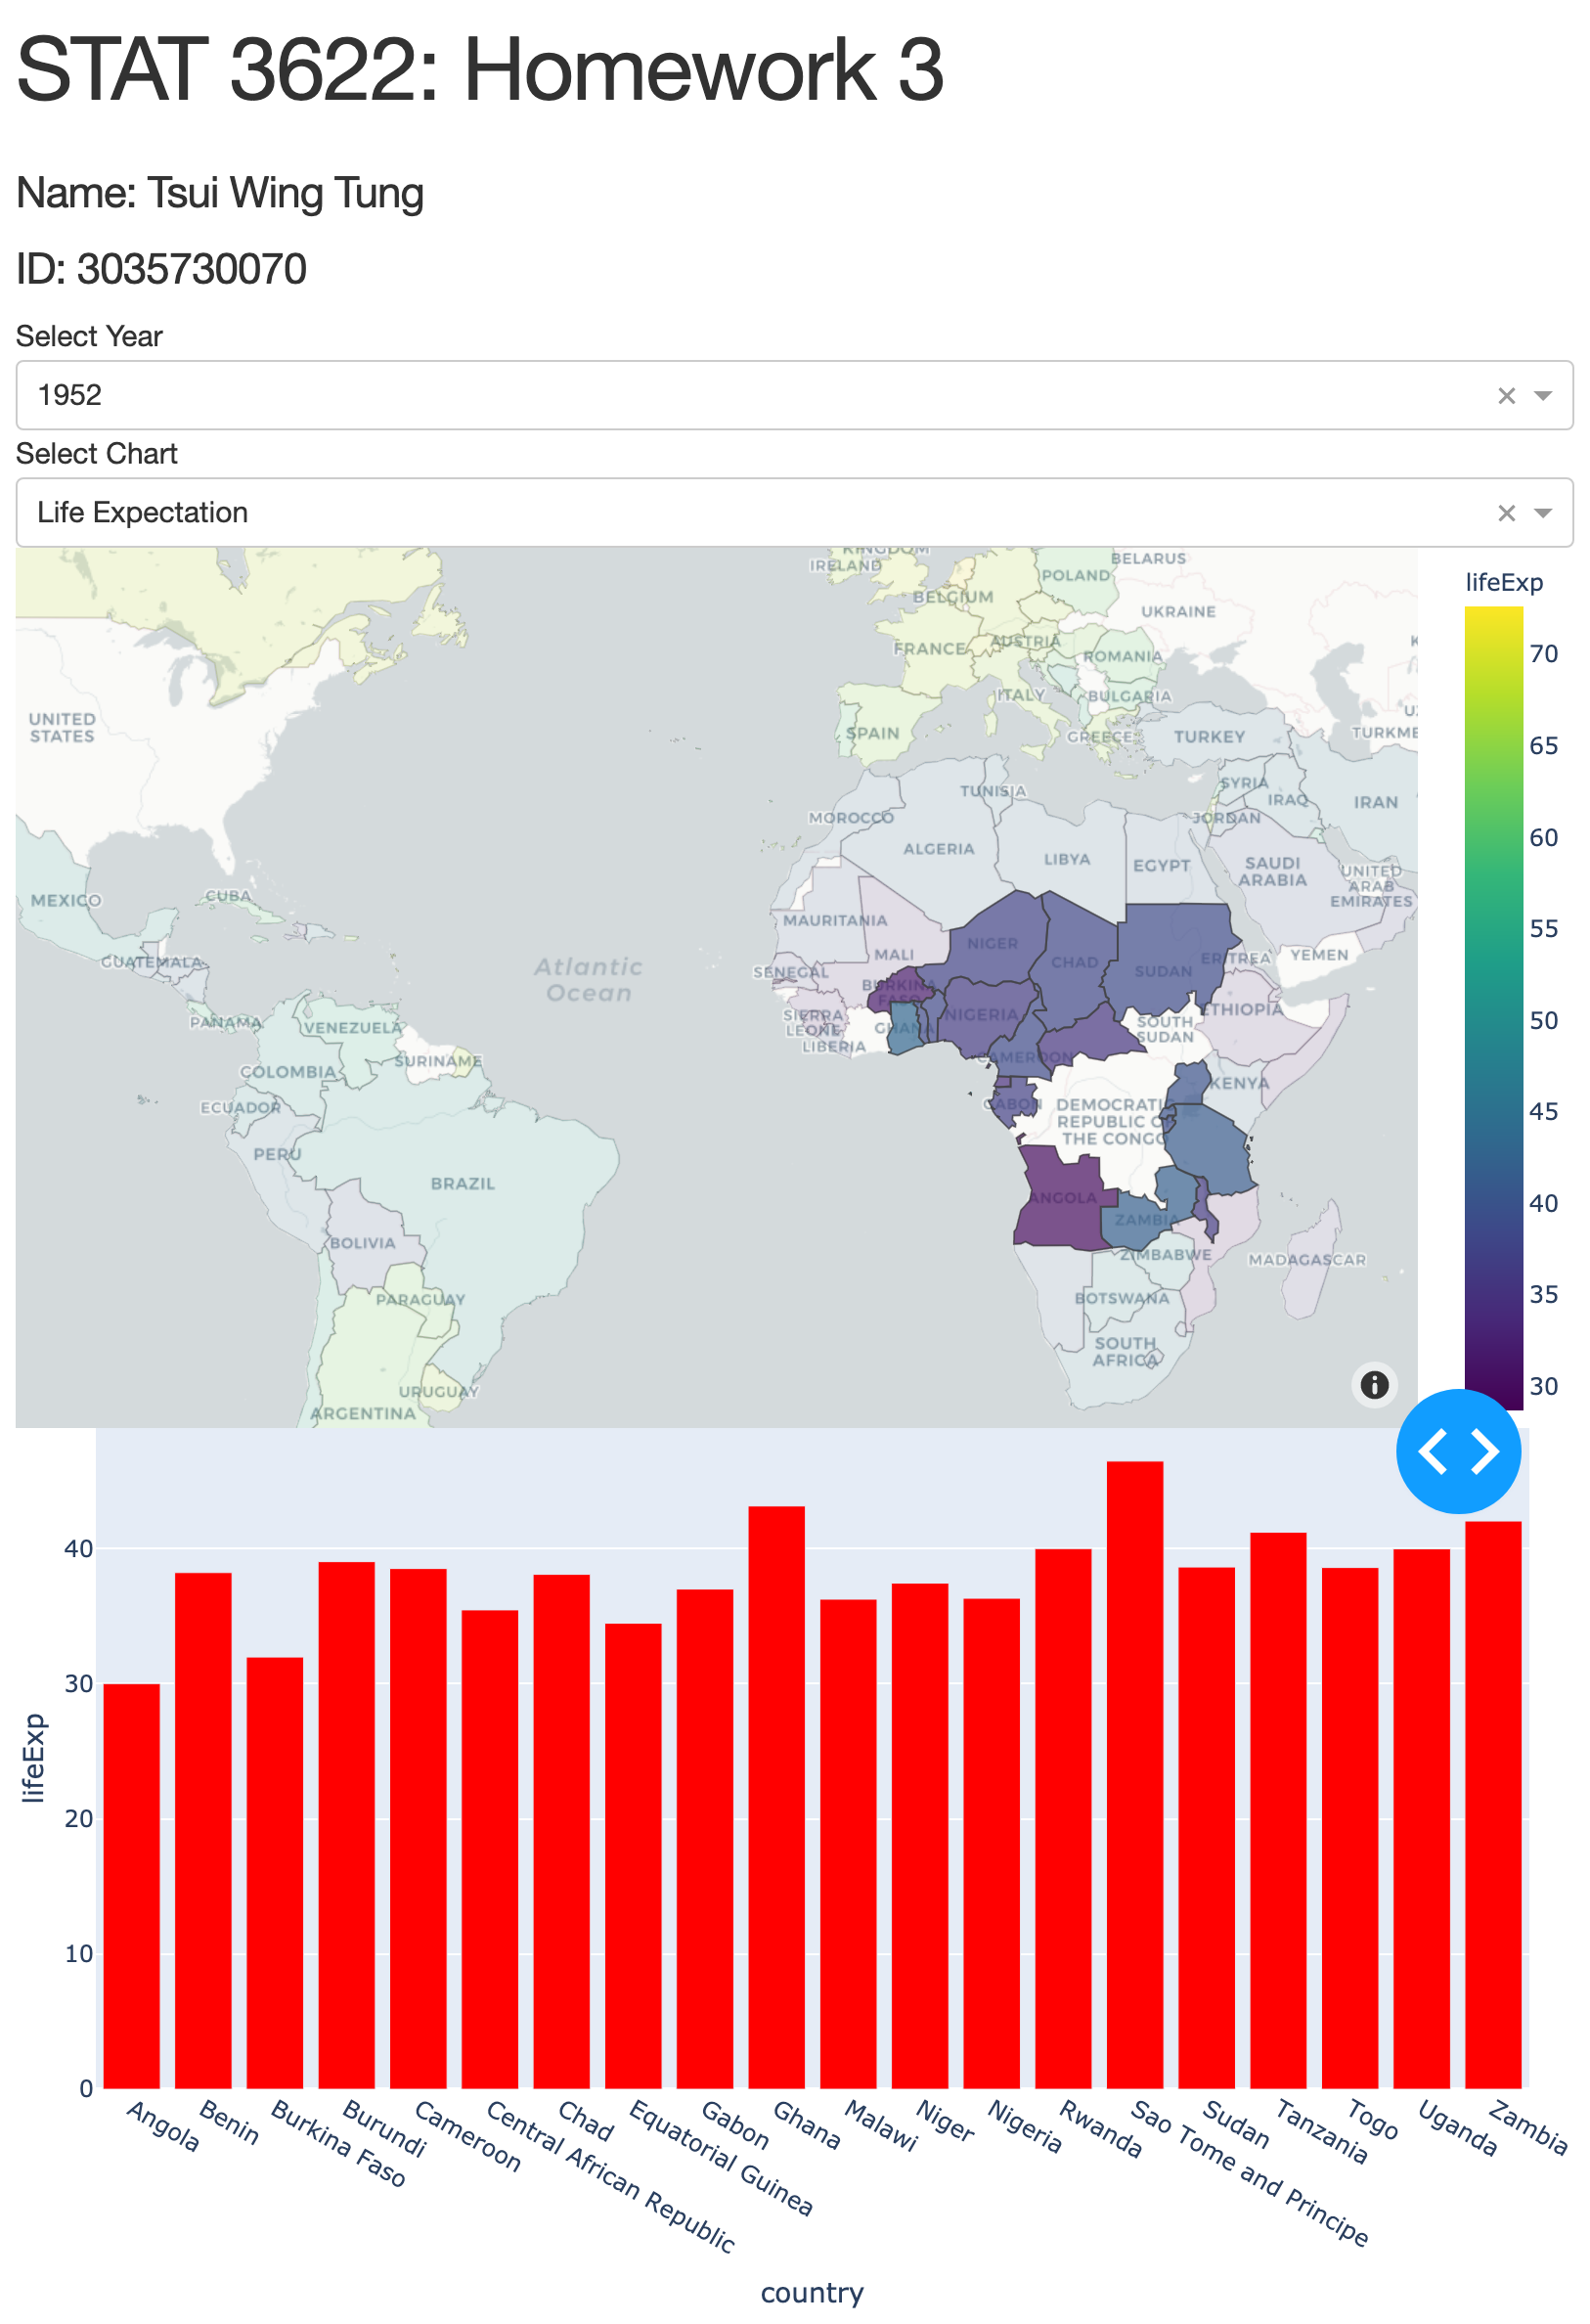 STAT 3622: Homework 3
Name: Tsui Wing Tung
ID: 3035730070
Select Year
1952
Select Chart
Life Expectation
KINGDOM
IRELAND
BELARUS
POLAND
BELGIUM
UKRAINE
FRANCE
AUSTRIA
ROMANIA
ITALY
BULGARIA
UNITED
STATES
SPAIN
GREECE
TURKEY
TURKME
TUNISIA
SYRIA
IRAQ
IRAN
MOROCCO
JORDAN
ALGERIA
LIBYA
EGYPT
SAUDI
ARABIA
UNITED
ARAB
EMIRATES
MEXICO
CUBA
MAURITANIA
NIGER
MALI
CHAD
SUDAN
ERITREA
YEMEN
GUATEMALA
Atlantic
Ocean
SENEGAL
BURKINA
FASO
NIGERIA
ETHIOPIA
PANAMA
VENEZUELA
SIERRA
LEONE
GHANA
SOUTH
SUDAN
LIBERIA
SURINAME
CAMEROON
COLOMBIA
KENYA
ECUADOR
GABON
DEMOCRATIC
REPUBLIC OF
THE CONGO
PERU
BRAZIL
ANGOLA
ZAMBIA
BOLIVIA
ZIMBABWE
MADAGASCAR
PARAGUAY
BOTSWANA
SOUTH
AFRICA
URUGUAY
ARGENTINA
lifeExp
70
65
60
55
50
45
40
35
30
lifeExp
40
30
20
10
0
Angola
Benin
Burkina Faso
Burundi
Cameroon
Central African Republic
Chad
Equatorial Guinea
Gabon
Ghana
Malawi
Niger
Nigeria
Rwanda
Sao Tome and Principe
Sudan
Tanzania
Togo
Uganda
Zambia
country